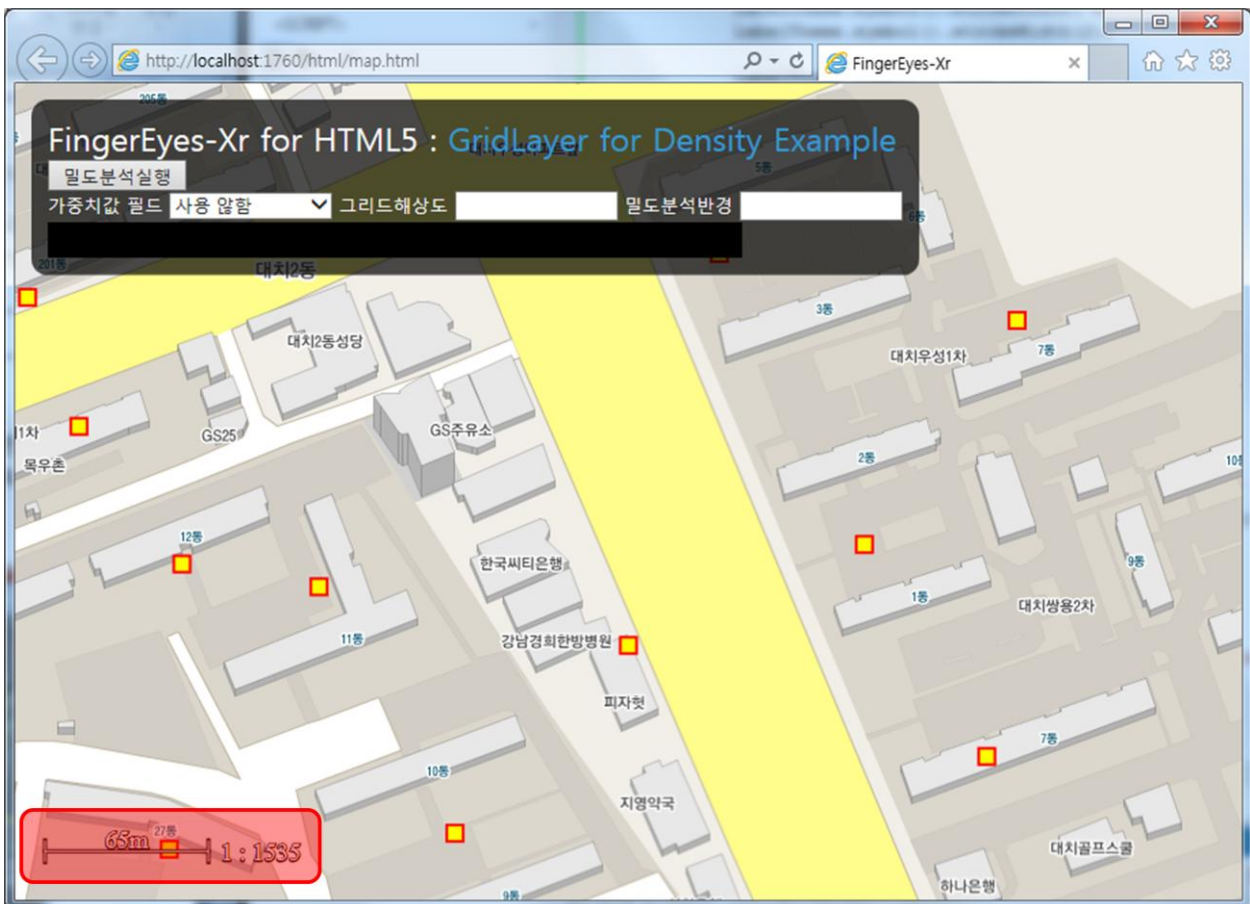 http://localhost:1760/html/map.html
FingerEyes-Xr
205동
FingerEyes-Xr for HTML5 : GridLayer for Density Example
밀도분석실행
5동
가중치값 필드 사용 않함 그리드해상도 밀도분석반경
6동
201동
대치2동
3동
대치2동성당
대치우성1차
7동
1차
GS25
GS주유소
목우촌
2동
10동
12동
한국씨티은행
9동
1동
대치쌍용2차
11동
강남경희한방병원
피자헛
7동
10동
지영약국
27동
65m
1 : 1535
대치골프스쿨
하나은행
9동